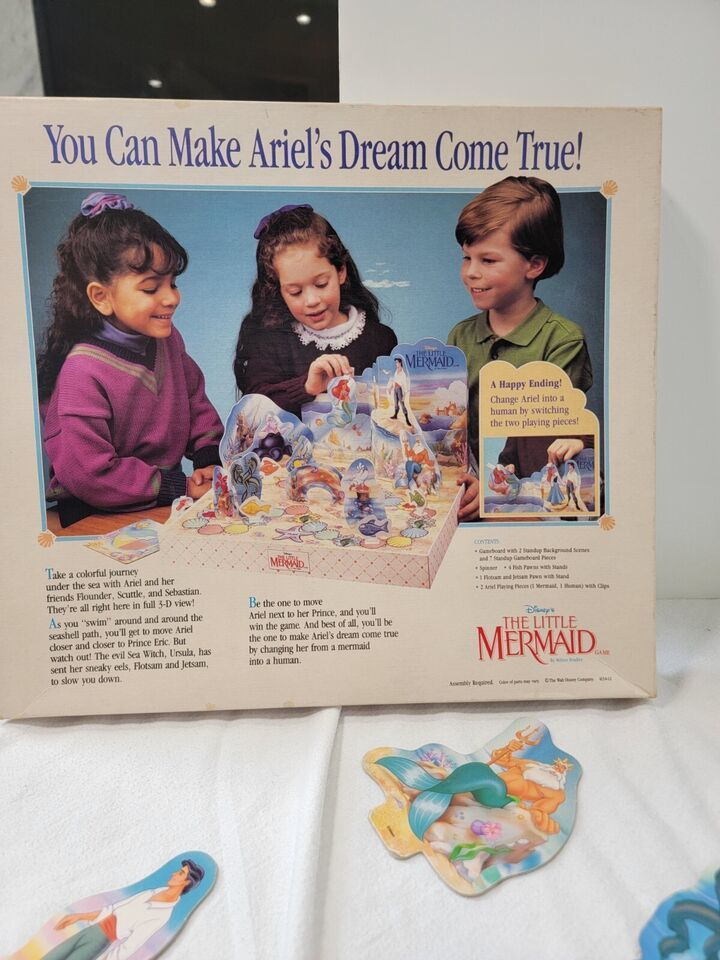 You Can Make Ariel's Dream Come True!
Disney's
THE LITTLE
MERMAID
A Happy Ending!
Change Ariel into a
human by switching
the two playing pieces!
THE LITTLE
MERMAID
Take a colorful journey
under the sea with Ariel and her
friends Flounder, Scuttle, and Sebastian.
They're all right here in full 3-D view!
As you "swim" around and around the
seashell path, you'll get to move Ariel
closer and closer to Prince Eric. But
watch out! The evil Sea Witch, Ursula, has
sent her sneaky eels, Flotsam and Jetsam,
to slow you down.
Be the one to move
Ariel next to her Prince, and you'll
win the game. And best of all, you'll be
the one to make Ariel's dream come true
by changing her from a mermaid
into a human.
CONTENTS
• Gameboard with 2 Standup Background Scenes
and 7 Standup Gameboard Pieces
• Spinner • 4 Fish Pawns with Stands
• 1 Flotsam and Jetsam Pawn with Stand
• 2 Ariel Playing Pieces (1 Mermaid, 1 Human) with Clips
Disney's
THE LITTLE
MERMAID
GAME
by Milton Bradley
Assembly Required. Color of parts may vary. ©The Walt Disney Company